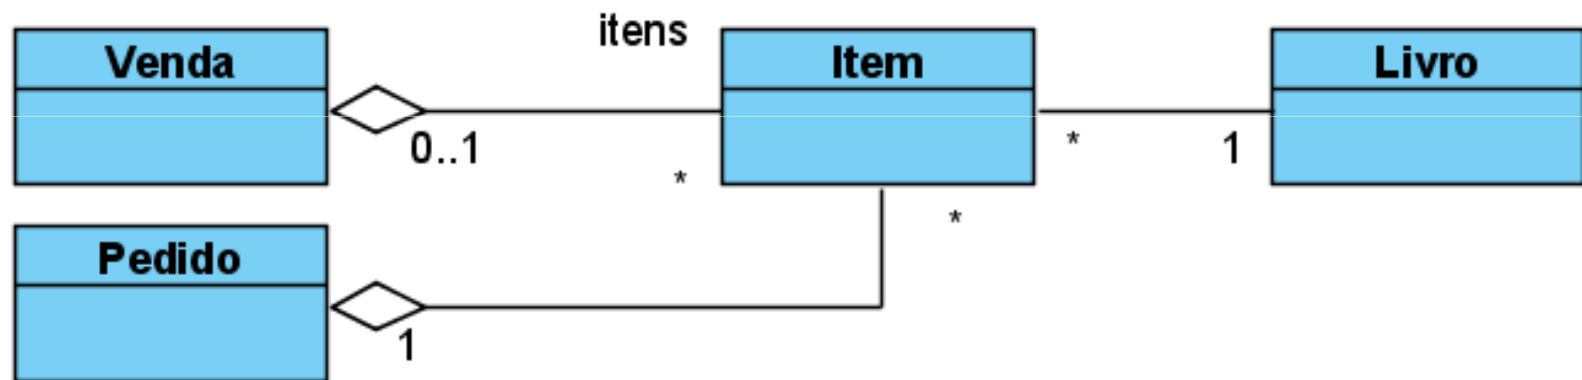 itens
Venda
Item
Livro
0..1
*
*
1
*
Pedido
1